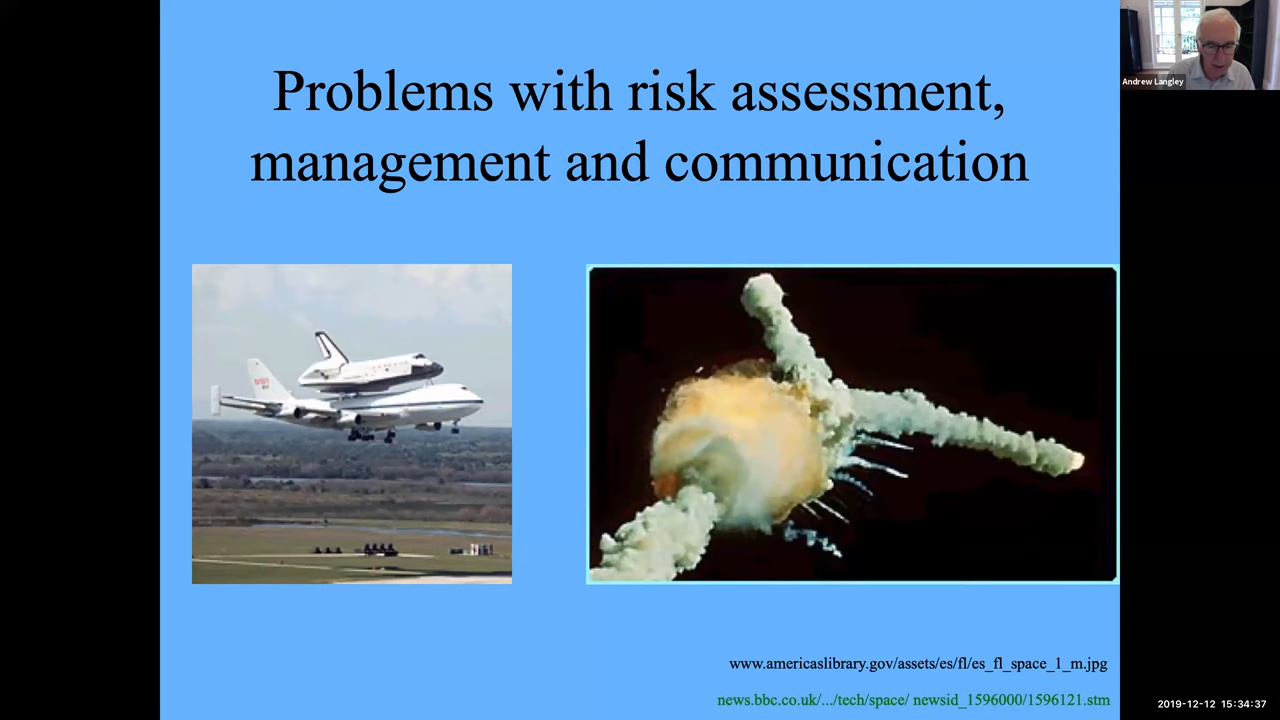 Problems with risk assessment,
management and communication
Andrew Langley
www.americaslibrary.gov/assets/es/fl/es_fl_space_1_m.jpg
news.bbc.co.uk/.../tech/space/ newsid_1596000/1596121.stm
2019-12-12 15:34:37